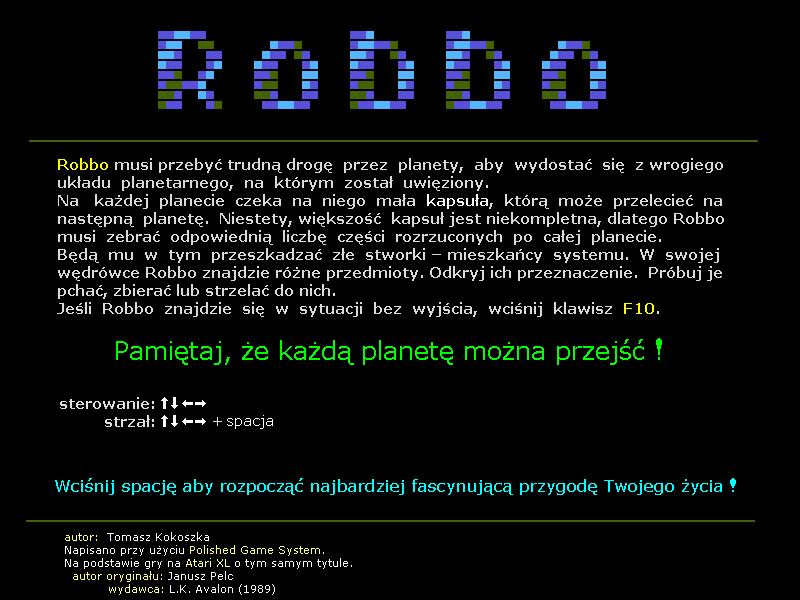 Robbo
Robbo musi przebyć trudną drogę przez planety, aby wydostać się z wrogiego
układu planetarnego, na którym został uwięziony.
Na każdej planecie czeka na niego mała kapsuła, którą może przelecieć na
następną planetę. Niestety, większość kapsuł jest niekompletna, dlatego Robbo
musi zebrać odpowiednią liczbę części rozrzuconych po całej planecie.
Będą mu w tym przeszkadzać złe stworki – mieszkańcy systemu. W swojej
wędrówce Robbo znajdzie różne przedmioty. Odkryj ich przeznaczenie. Próbuj je
pchać, zbierać lub strzelać do nich.
Jeśli Robbo znajdzie się w sytuacji bez wyjścia, wciśnij klawisz F10.
Pamiętaj, że każdą planetę można przejść !
sterowanie: ↑↓←→
strzał: ↑↓←→ + spacja
Wciśnij spację aby rozpocząć najbardziej fascynującą przygodę Twojego życia !
autor: Tomasz Kokoszka
Napisano przy użyciu Polished Game System.
Na podstawie gry na Atari XL o tym samym tytule.
autor oryginału: Janusz Pelc
wydawca: L.K. Avalon (1989)